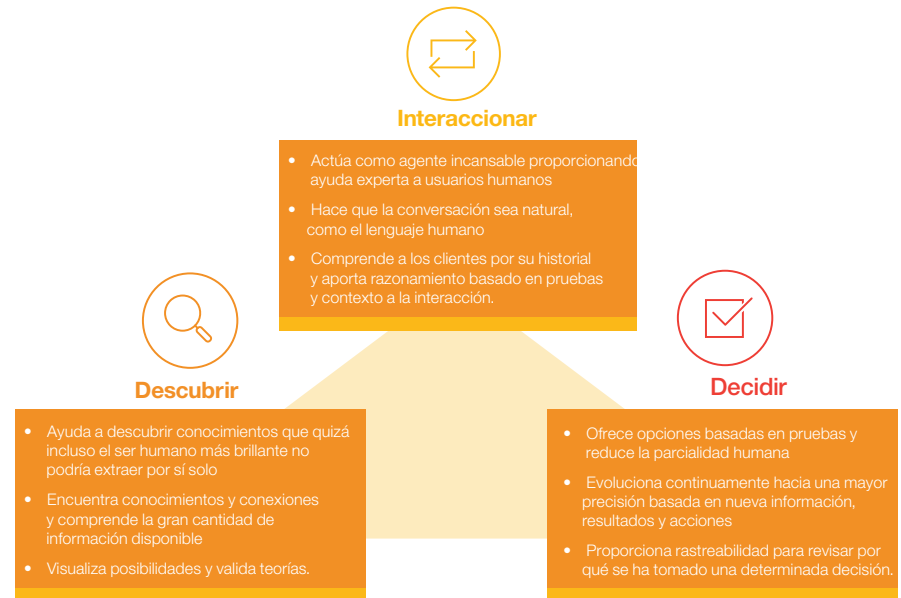 Interaccionar
• Actúa como agente incansable proporcionando
ayuda experta a usuarios humanos
• Hace que la conversación sea natural,
como el lenguaje humano
• Comprende a los clientes por su historial
y aporta razonamiento basado en pruebas
y contexto a la interacción.
Descubrir
• Ayuda a descubrir conocimientos que quizá
incluso el ser humano más brillante no
podría extraer por sí solo
• Encuentra conocimientos y conexiones
y comprende la gran cantidad de
información disponible
• Visualiza posibilidades y valida teorías.
Decidir
• Ofrece opciones basadas en pruebas y
reduce la parcialidad humana
• Evoluciona continuamente hacia una mayor
precisión basada en nueva información,
resultados y acciones
• Proporciona rastreabilidad para revisar por
qué se ha tomado una determinada decisión.